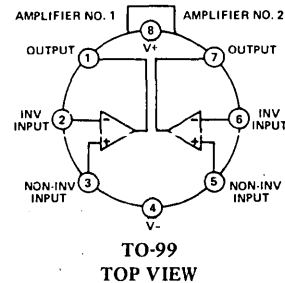 AMPLIFIER NO. 1
AMPLIFIER NO. 2
8
V+
OUTPUT
1
7
OUTPUT
INV
INPUT
2
-
+
-
+
6
INV
INPUT
NON-INV
INPUT
3
5
NON-INV
INPUT
4
V-
TO-99
TOP VIEW